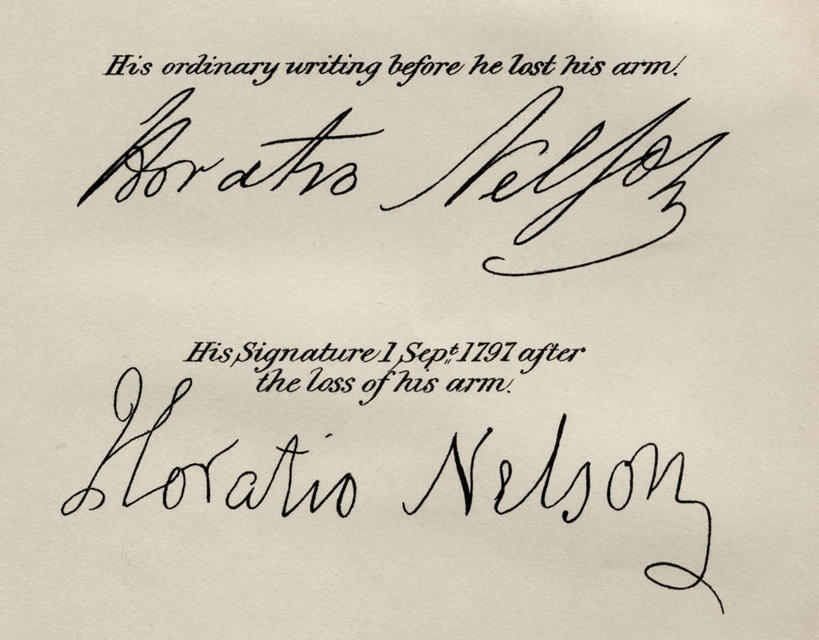 His ordinary writing before he lost his arm.
Horatio Nelson
His Signature 1 Sept. 1797 after
the loss of his arm.
Horatio Nelson